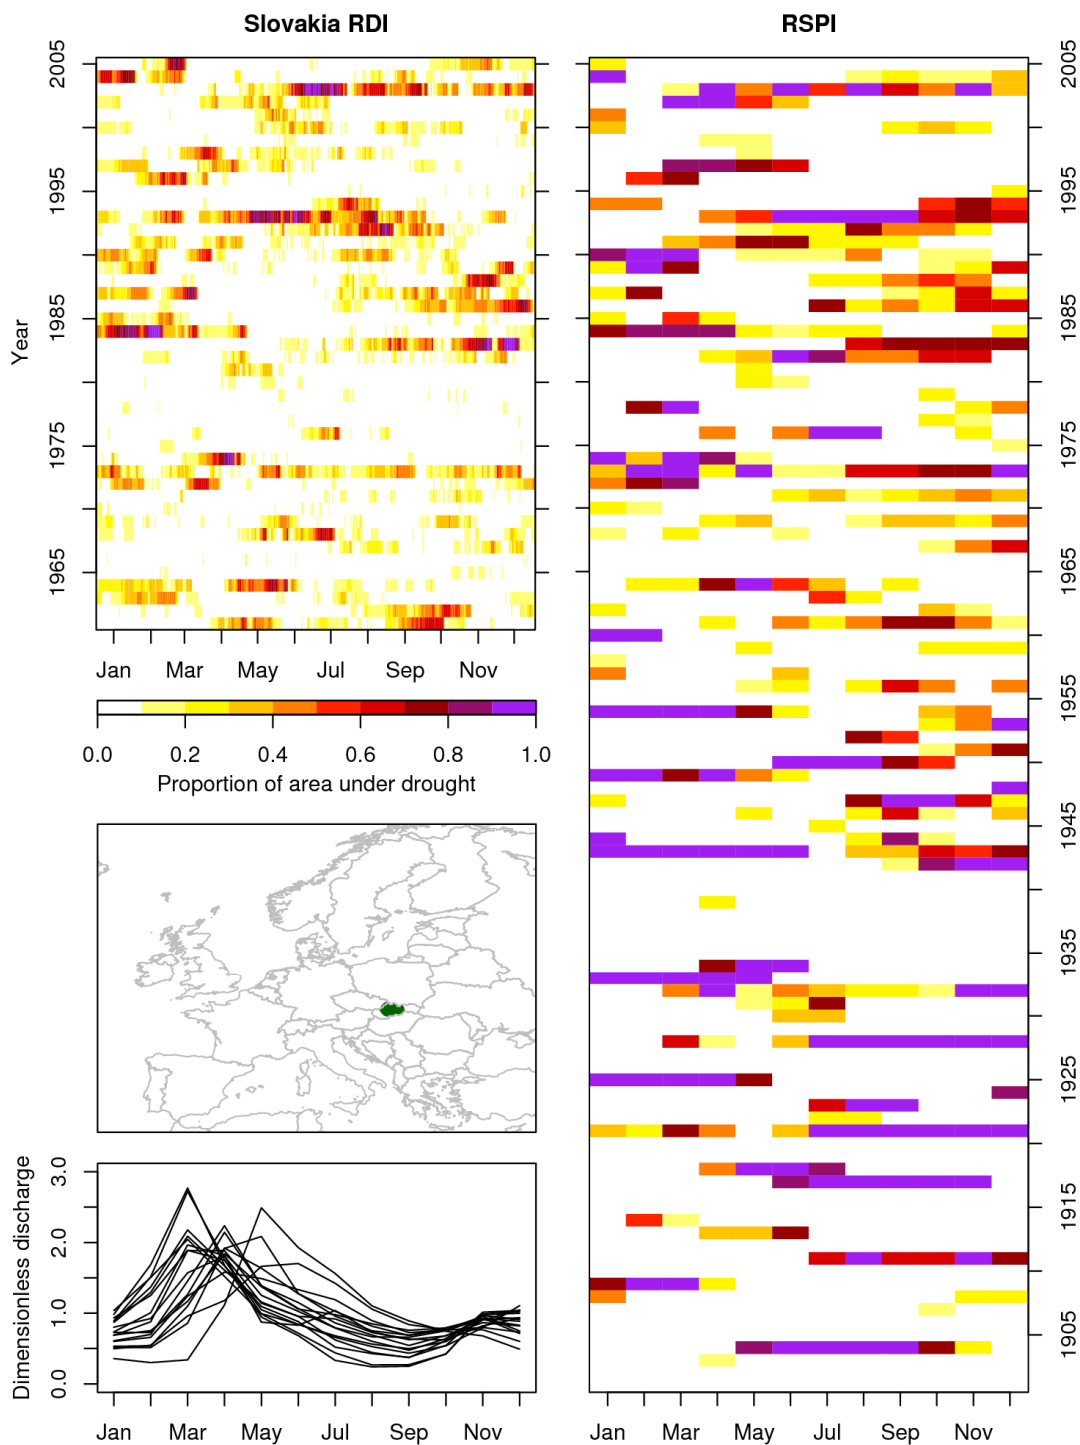 Slovakia RDI
RSPI
Year
2005
1995
1985
1975
1965
Jan Mar May Jul Sep Nov
0.0 0.2 0.4 0.6 0.8 1.0
Proportion of area under drought
Dimensionless discharge
3.0
2.0
1.0
0.0
Jan Mar May Jul Sep Nov
2005
1995
1985
1975
1965
1955
1945
1935
1925
1915
1905
Jan Mar May Jul Sep Nov